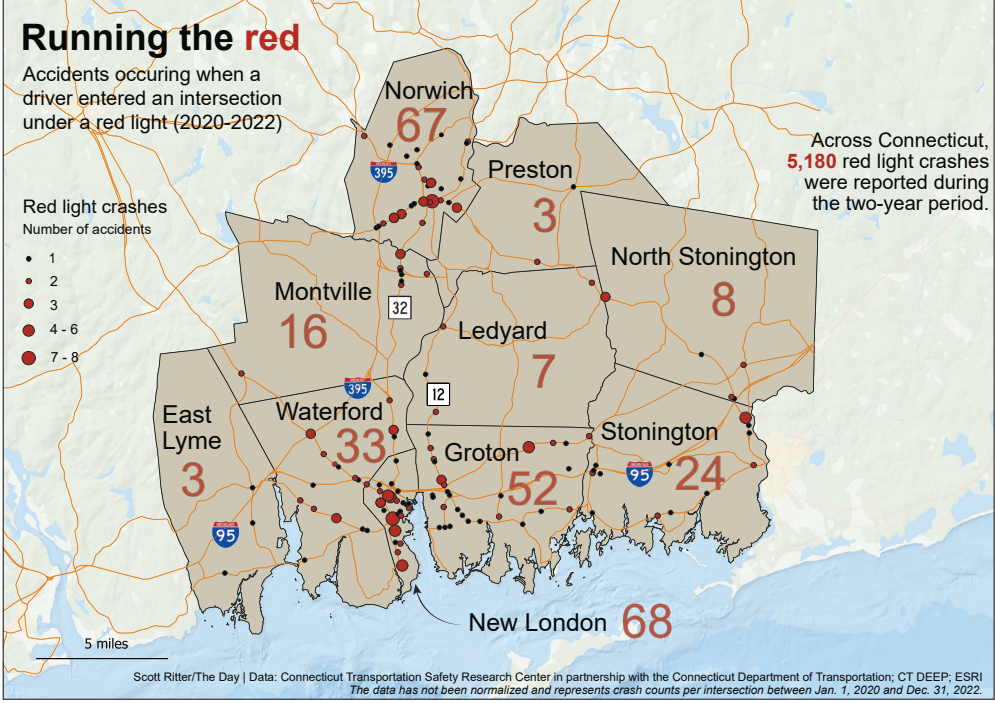 Running the red
Accidents occuring when a
driver entered an intersection
under a red light (2020-2022)
Across Connecticut,
5,180 red light crashes
were reported during
the two-year period.
Red light crashes
Number of accidents
1
2
3
4 - 6
7 - 8
Norwich
67
395
Preston
3
North Stonington
8
Montville
16
32
Ledyard
7
395
12
East
Lyme
3
95
Waterford
33
Groton
52
Stonington
95
24
New London 68
5 miles
Scott Ritter/The Day | Data: Connecticut Transportation Safety Research Center in partnership with the Connecticut Department of Transportation; CT DEEP; ESRI
The data has not been normalized and represents crash counts per intersection between Jan. 1, 2020 and Dec. 31, 2022.